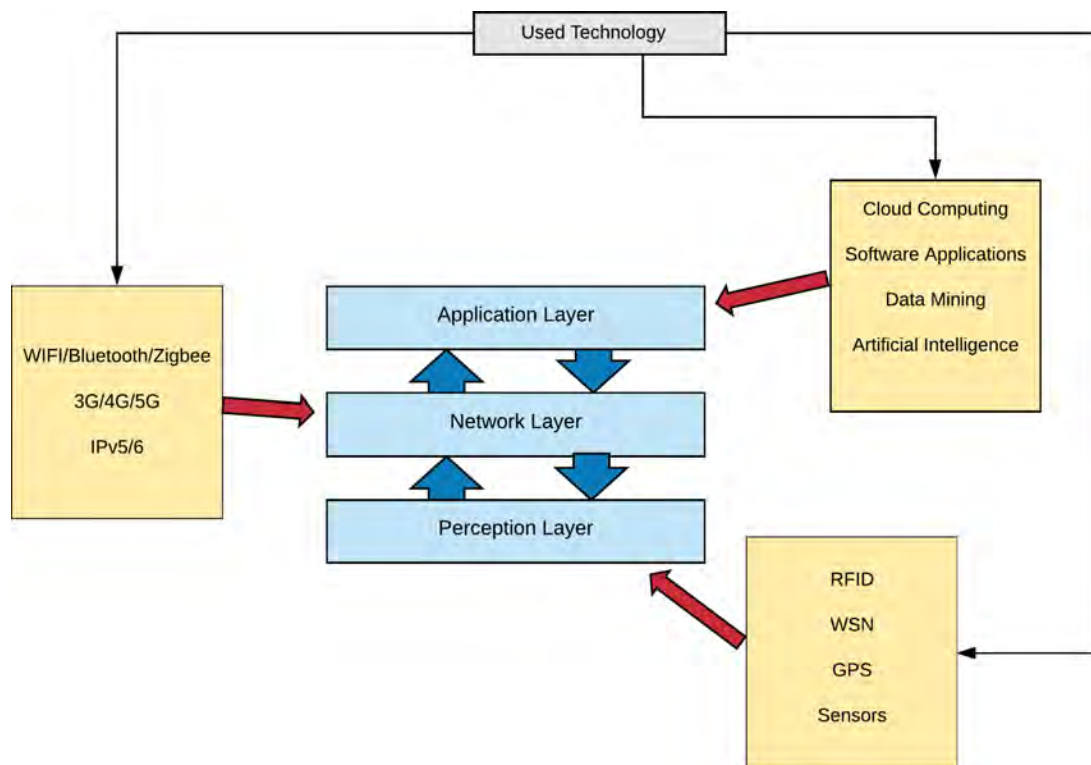 Used Technology
Cloud Computing
Software Applications
Data Mining
Artificial Intelligence
WIFI/Bluetooth/Zigbee
3G/4G/5G
IPv5/6
Application Layer
Network Layer
Perception Layer
RFID
WSN
GPS
Sensors